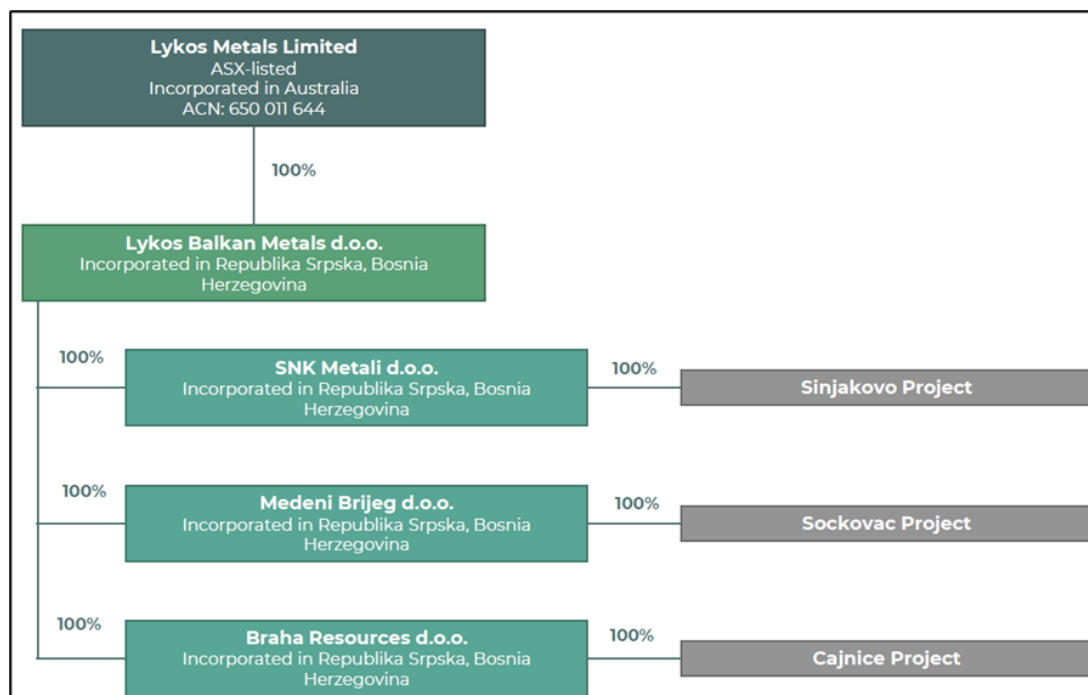 Lykos Metals Limited
ASX-listed
Incorporated in Australia
ACN: 650 011 644
100%
Lykos Balkan Metals d.o.o.
Incorporated in Republika Srpska, Bosnia
Herzegovina
100%
SNK Metali d.o.o.
Incorporated in Republika Srpska, Bosnia
Herzegovina
100%
Sinjakovo Project
100%
Medeni Brijeg d.o.o.
Incorporated in Republika Srpska, Bosnia
Herzegovina
100%
Sockovac Project
100%
Braha Resources d.o.o.
Incorporated in Republika Srpska, Bosnia
Herzegovina
100%
Cajnice Project